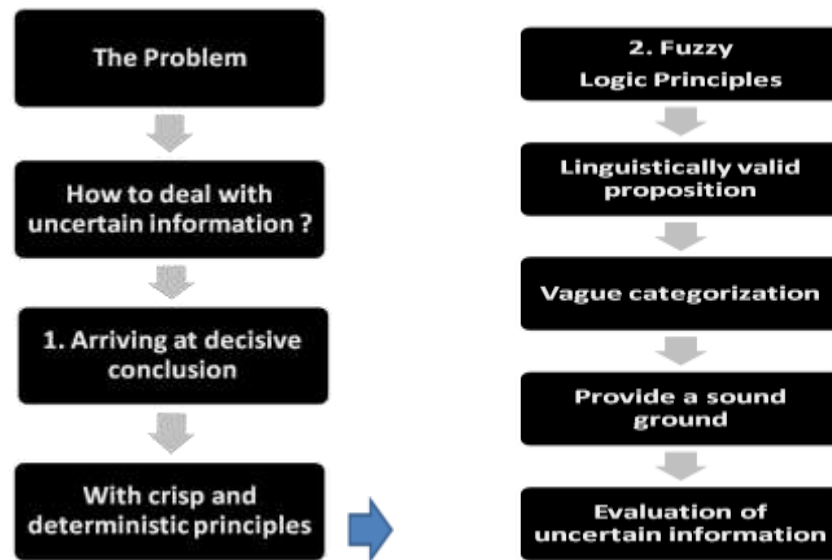 The Problem
How to deal with
uncertain information ?
1. Arriving at decisive
conclusion
With crisp and
deterministic principles
2. Fuzzy
Logic Principles
Linguistically valid
proposition
Vague categorization
Provide a sound
ground
Evaluation of
uncertain information